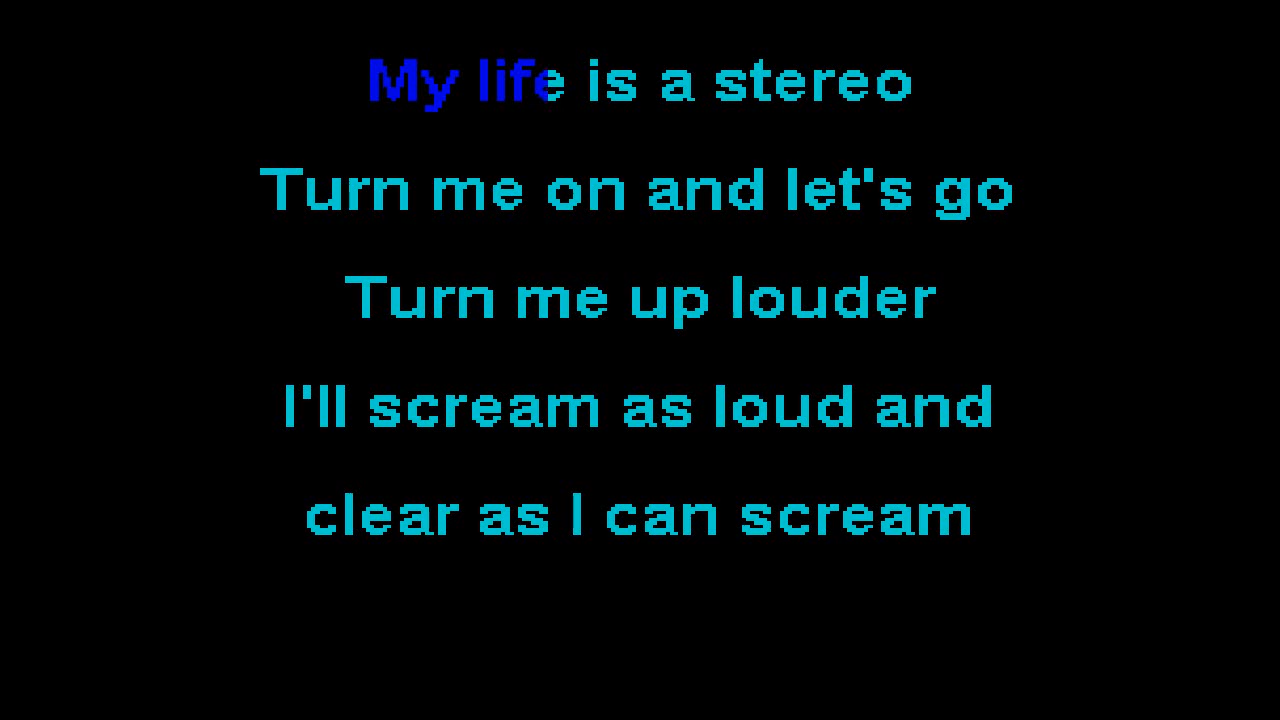 My life is a stereo
Turn me on and let's go
Turn me up louder
I'll scream as loud and
clear as I can scream